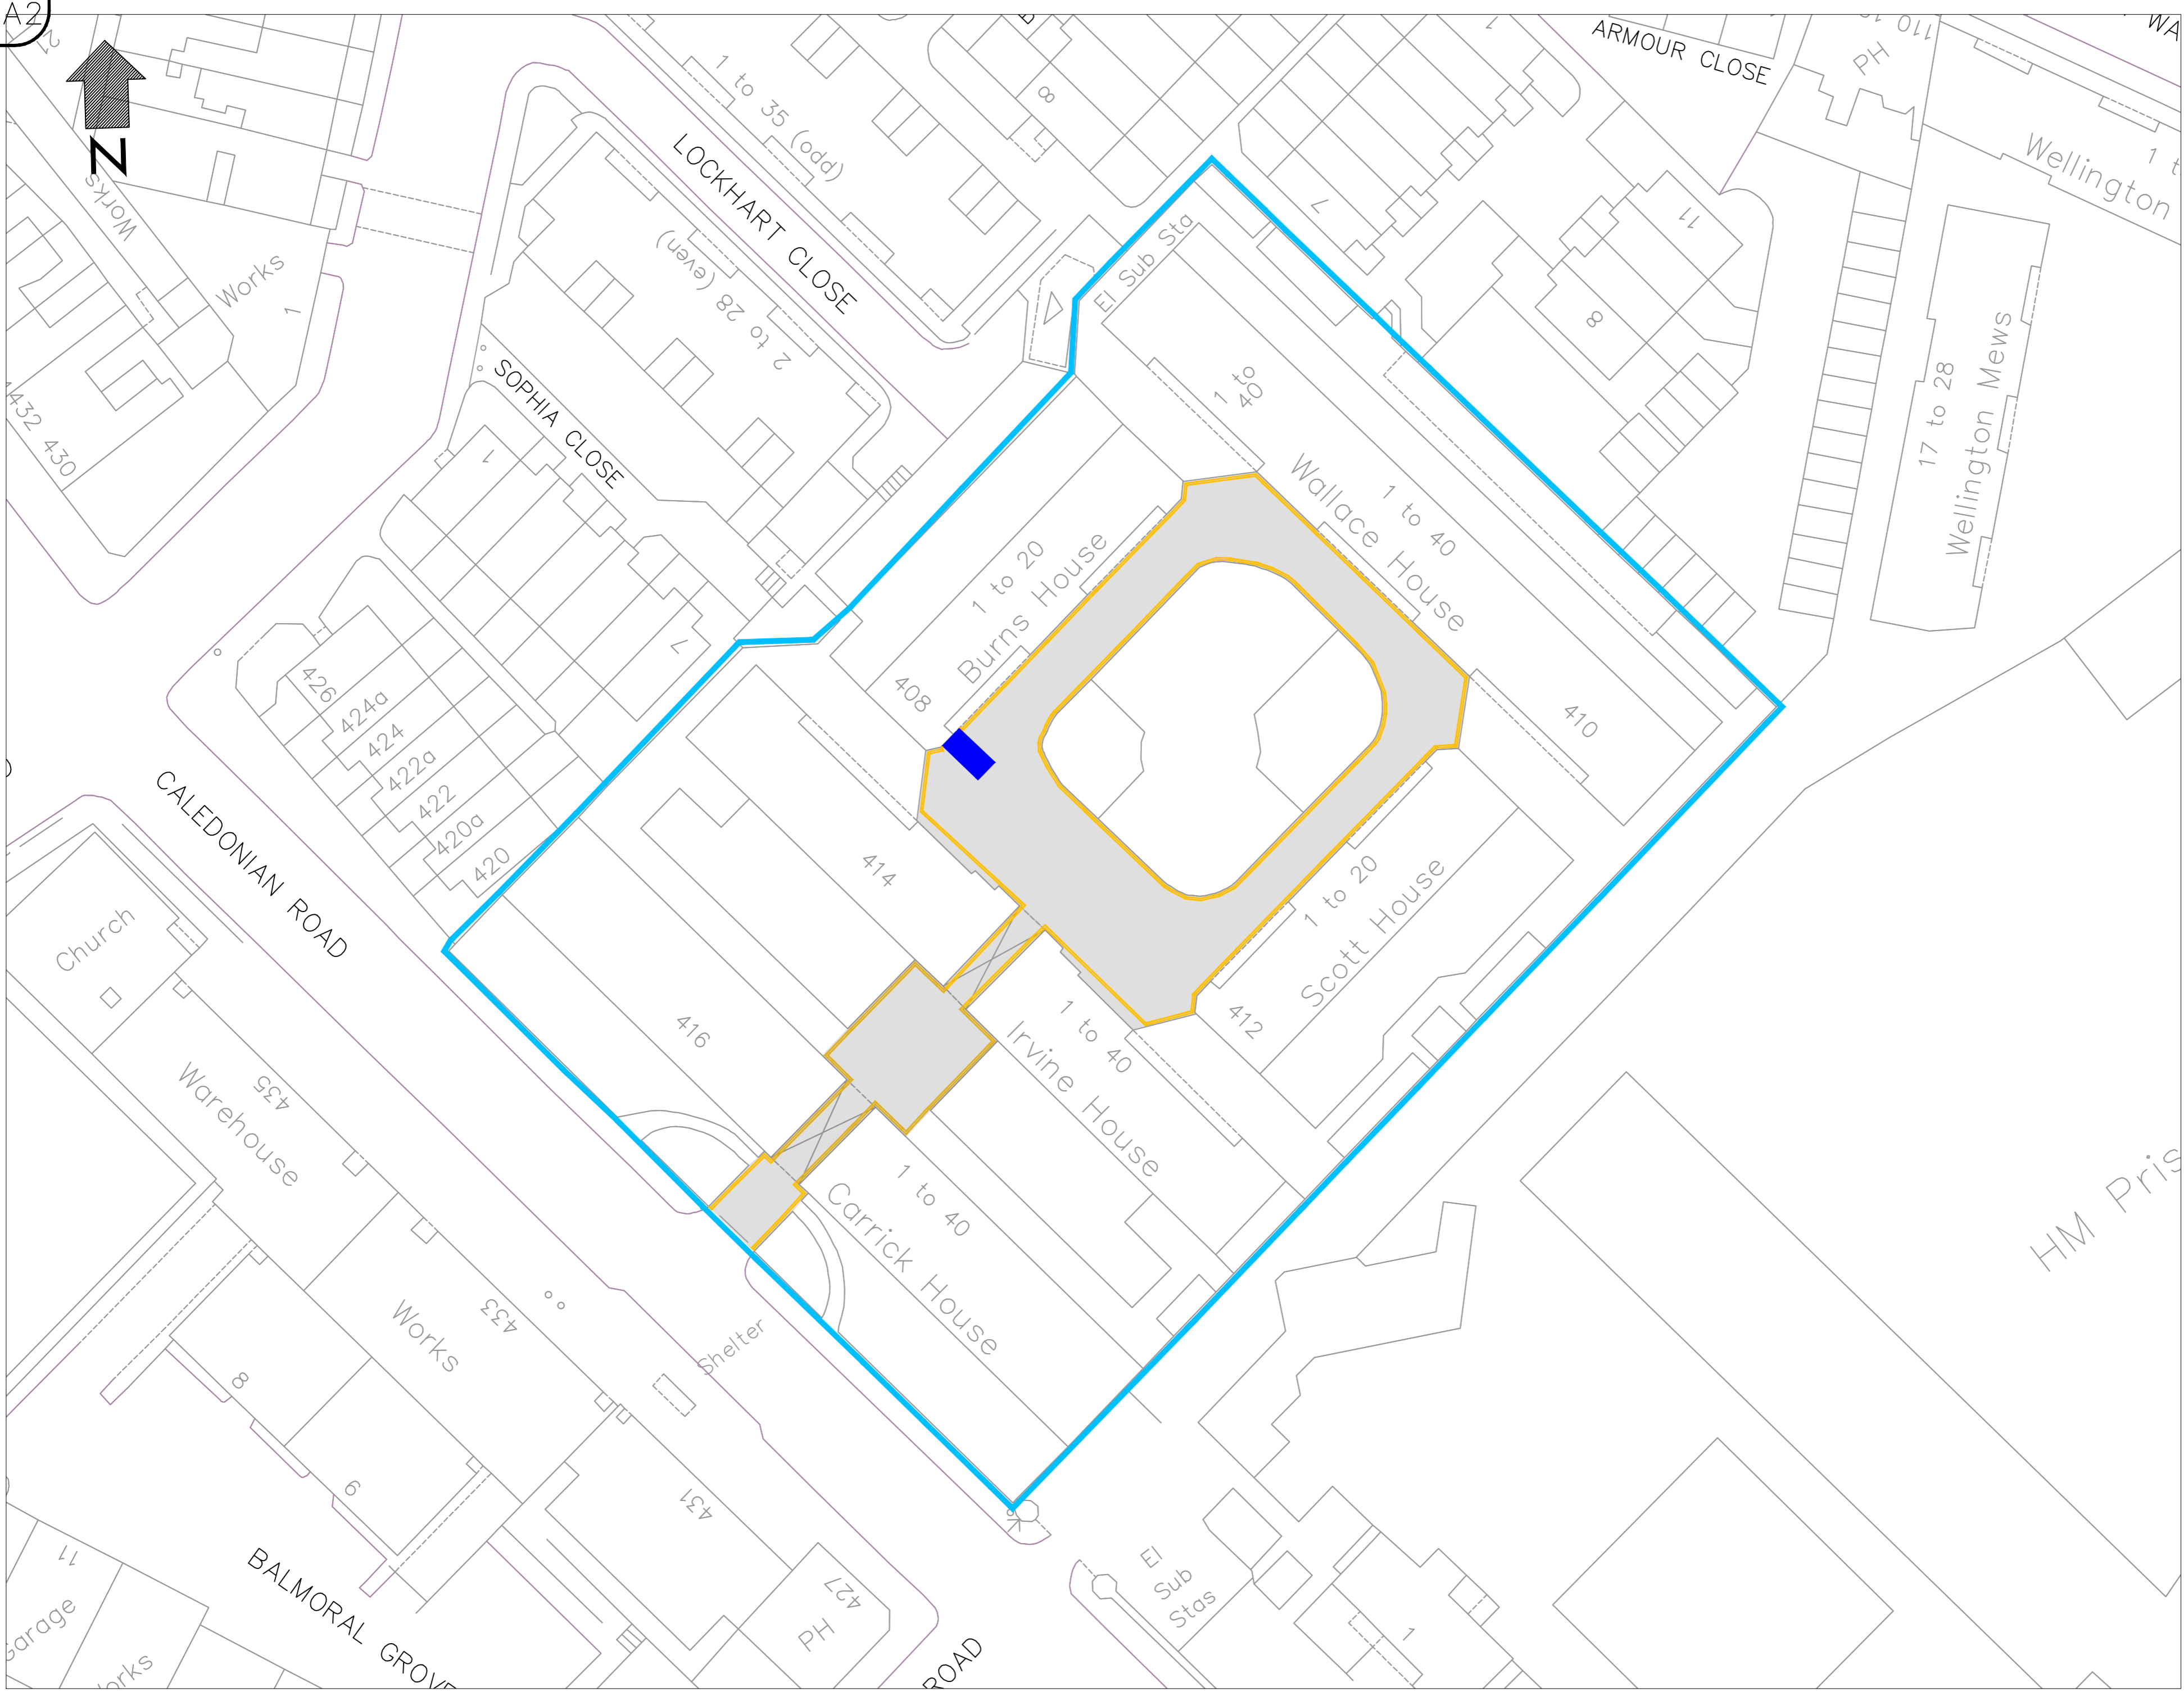 A2
N
27
Works
Works
1
432 430
1 to 35 (odd)
LOCKHART CLOSE
2 to 28 (even)
SOPHIA CLOSE
1
7
8
7
7
ARMOUR CLOSE
PH
110
Wellington
11
8
17 to 28
Wellington Mews
El Sub Sta
1 to 40
Wallace House
1 to 40
1 to 20
Burns House
408
410
426
424a
424
422a
422
420a
420
CALEDONIAN ROAD
414
416
1 to 20
Scott House
412
1 to 40
Irvine House
1 to 40
Carrick House
Church
Warehouse
435
Works
433
Shelter
8
9
431
427
PH
11
Garage
BALMORAL GROVE
ROAD
El Sub Stas
1
HM Pris